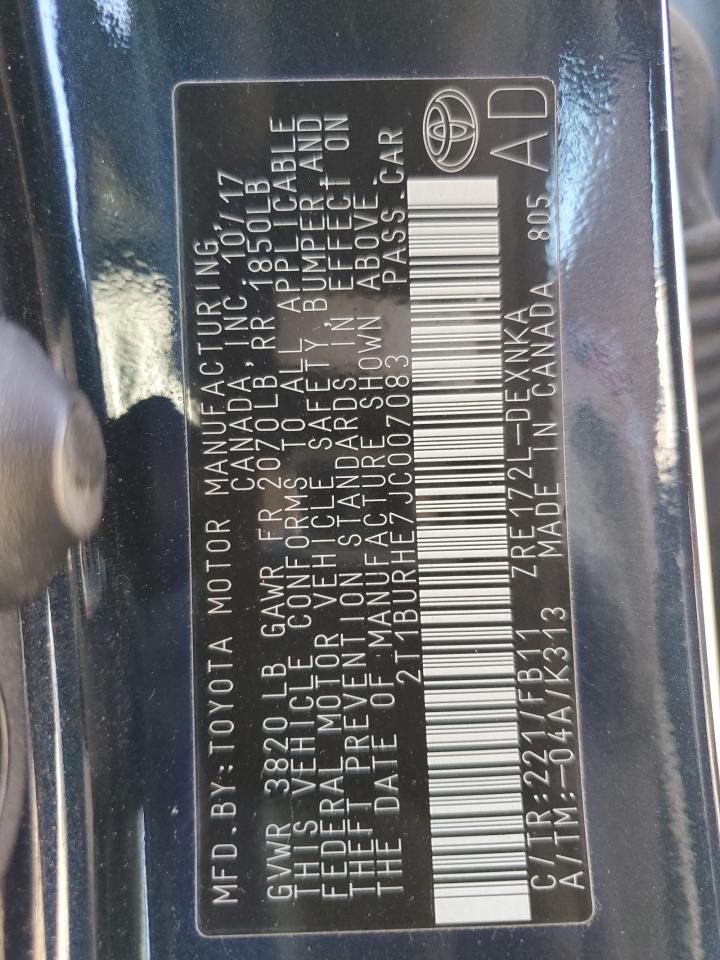 MFD.BY:TOYOTA MOTOR MANUFACTURING,
CANADA, INC. 10/17
GVWR 3820 LB GAWR FR 2070LB, RR 1850LB
THIS VEHICLE CONFORMS TO ALL APPLICABLE
FEDERAL MOTOR VEHICLE SAFETY, BUMPER AND
THEFT PREVENTION STANDARDS IN EFFECT ON
THE DATE OF MANUFACTURE SHOWN ABOVE.
2T1BURHE7JC007083 PASS.CAR
C/TR:221/FB11 ZRE172L-DEXNKA 805
A/TM:-04A/K313 MADE IN CANADA AD